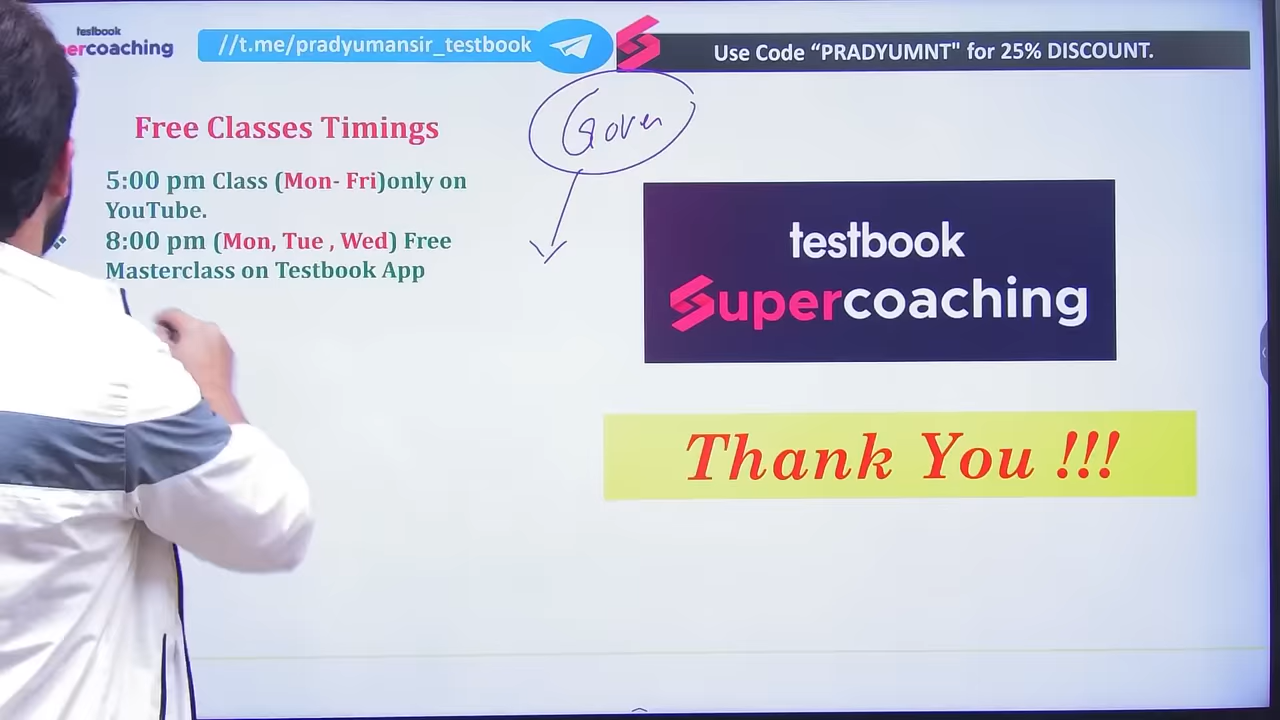 testbook
ercoaching
//t.me/pradyumansir_testbook
Use Code “PRADYUMNT" for 25% DISCOUNT.
Gover
Free Classes Timings
5:00 pm Class (Mon- Fri)only on
YouTube.
8:00 pm (Mon, Tue , Wed) Free
Masterclass on Testbook App
testbook
Supercoaching
Thank You !!!